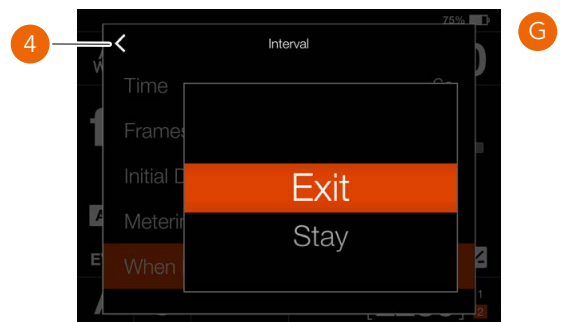 75%
4
G
Interval
Time
Frames
Initial D
Meterin
When
Exit
Stay